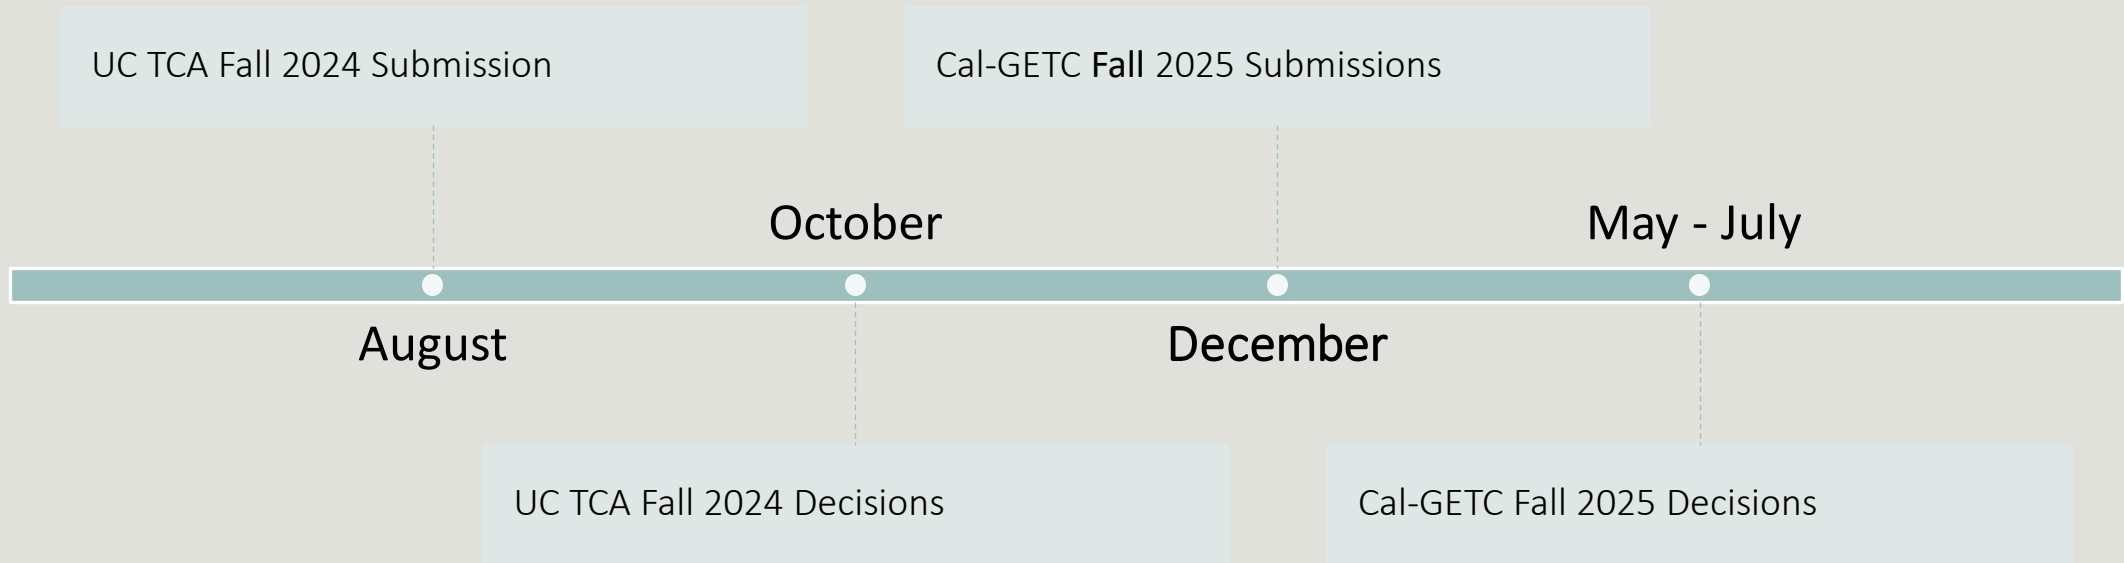 UC TCA Fall 2024 Submission
Cal-GETC Fall 2025 Submissions
October
May - July
August
December
UC TCA Fall 2024 Decisions
Cal-GETC Fall 2025 Decisions